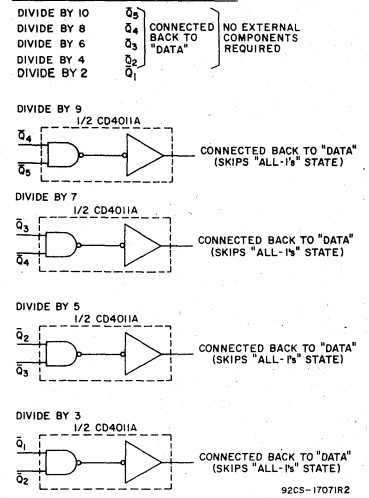 DIVIDE BY 10 Q̅5 CONNECTED NO EXTERNAL
DIVIDE BY 8 Q̅4 BACK TO COMPONENTS
DIVIDE BY 6 Q̅3 "DATA" REQUIRED
DIVIDE BY 4 Q̅2
DIVIDE BY 2 Q̅1
DIVIDE BY 9
1/2 CD4011A
Q̅4
Q̅5
CONNECTED BACK TO "DATA"
(SKIPS "ALL-1's" STATE)
DIVIDE BY 7
1/2 CD4011A
Q̅3
Q̅4
CONNECTED BACK TO "DATA"
(SKIPS "ALL-1's" STATE)
DIVIDE BY 5
1/2 CD4011A
Q̅2
Q̅3
CONNECTED BACK TO "DATA"
(SKIPS "ALL-1's" STATE)
DIVIDE BY 3
1/2 CD4011A
Q̅1
Q̅2
CONNECTED BACK TO "DATA"
(SKIPS "ALL-1's" STATE)
92CS-17071R2